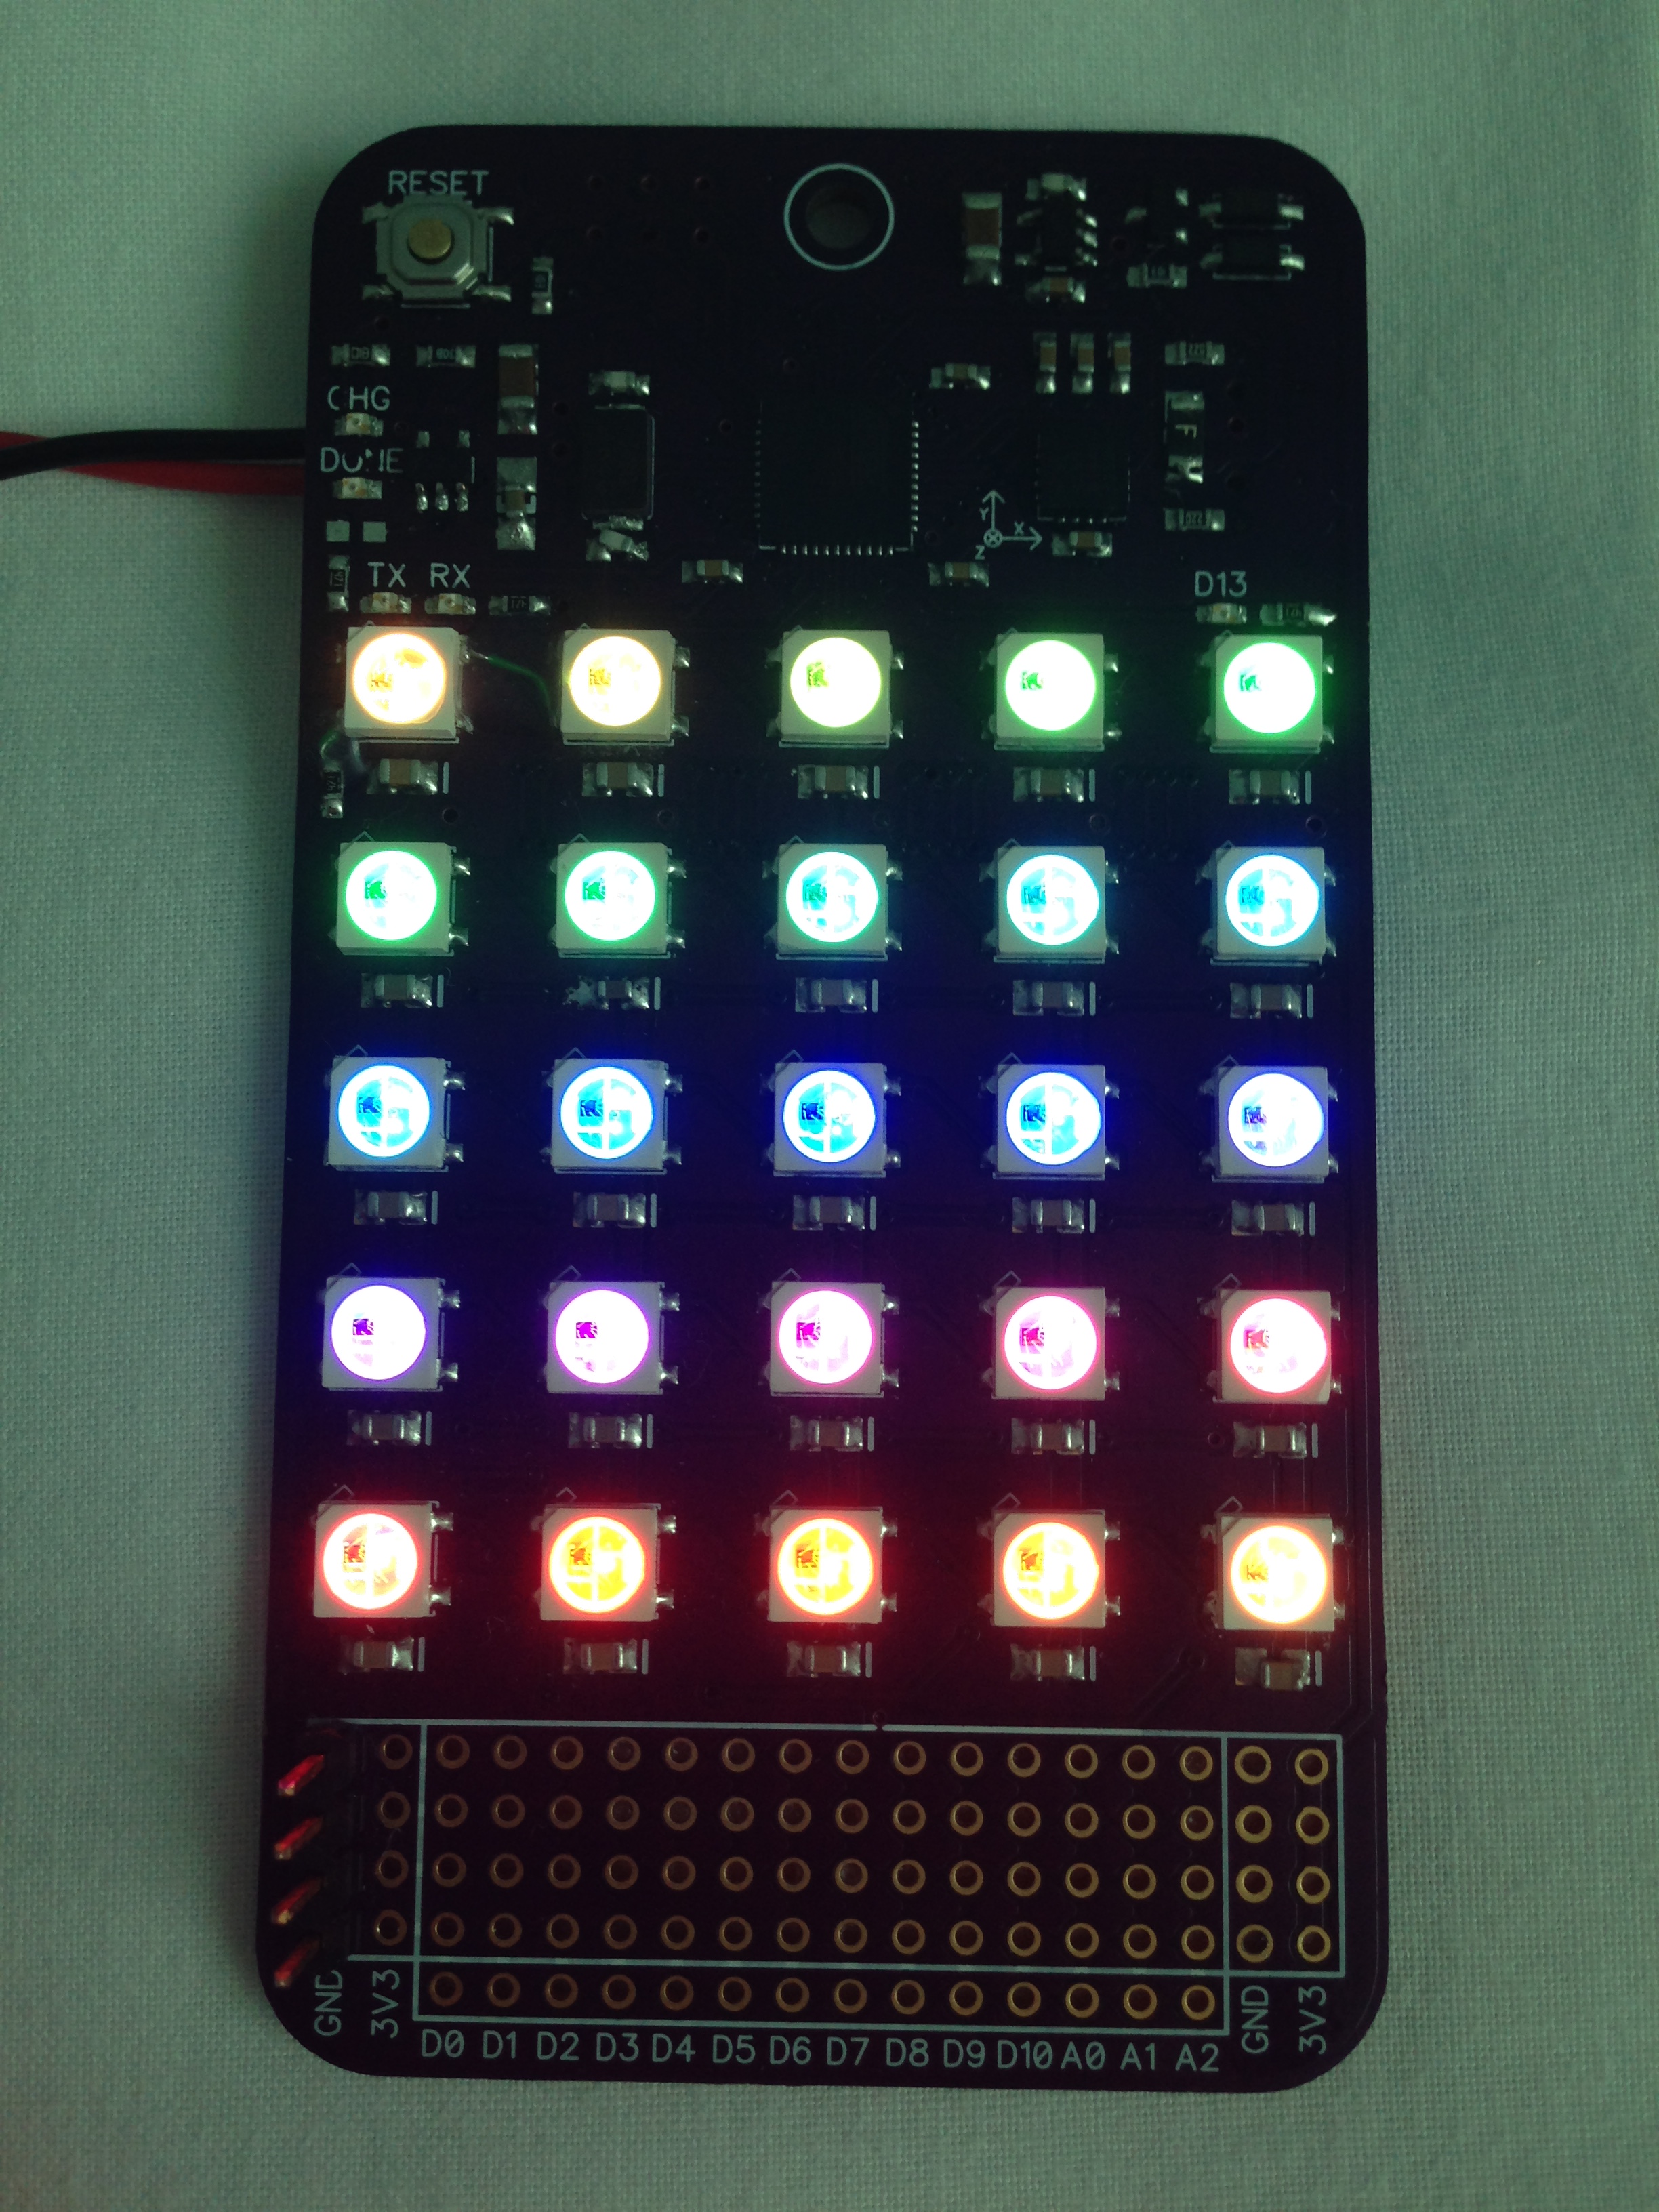 RESET
CHG
DONE
TX RX
D13
Y
X
Z
GND 3V3 D0 D1 D2 D3 D4 D5 D6 D7 D8 D9 D10 A0 A1 A2 GND 3V3